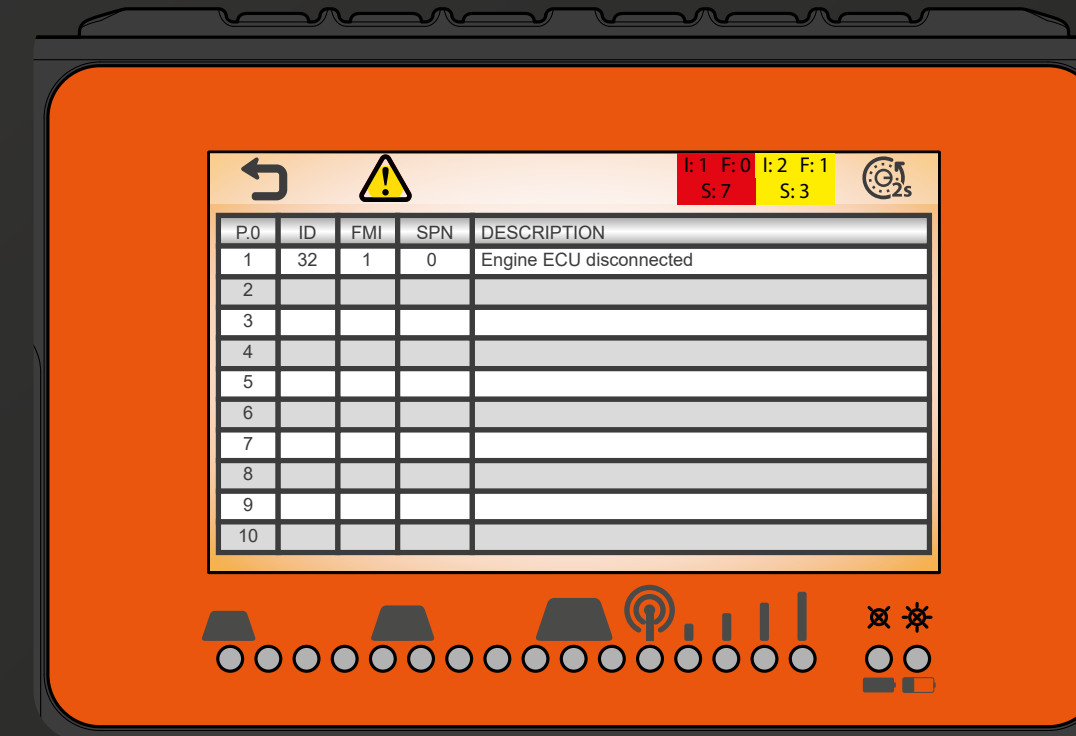 I: 1 F: 0 I: 2 F: 1
S: 7 S: 3
2s
P.0 ID FMI SPN DESCRIPTION
1 32 1 0 Engine ECU disconnected
2
3
4
5
6
7
8
9
10